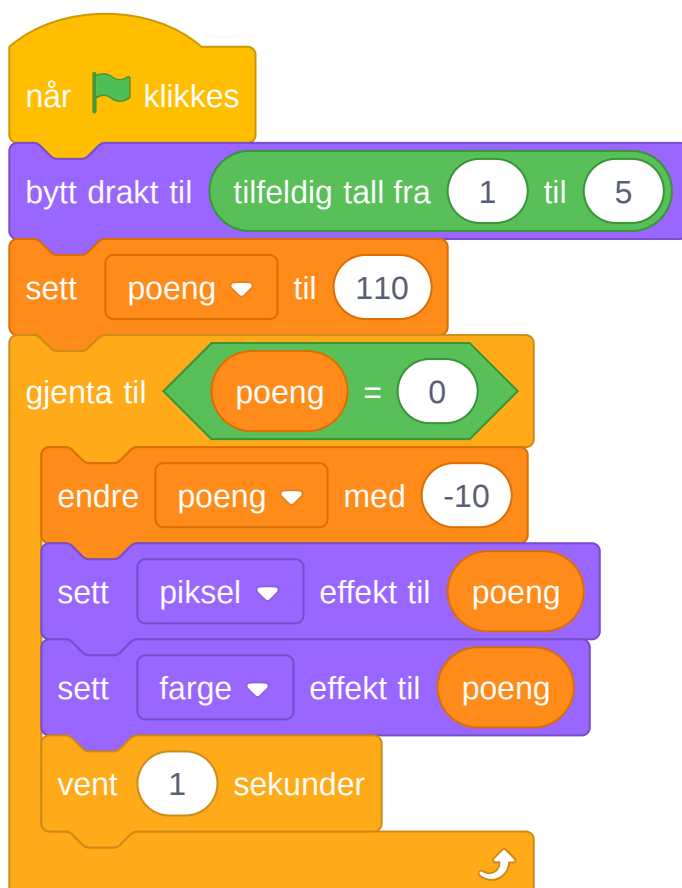 når klikkes
bytt drakt til tilfeldig tall fra 1 til 5
sett poeng til 110
gjenta til poeng = 0
endre poeng med -10
sett piksel effekt til poeng
sett farge effekt til poeng
vent 1 sekunder